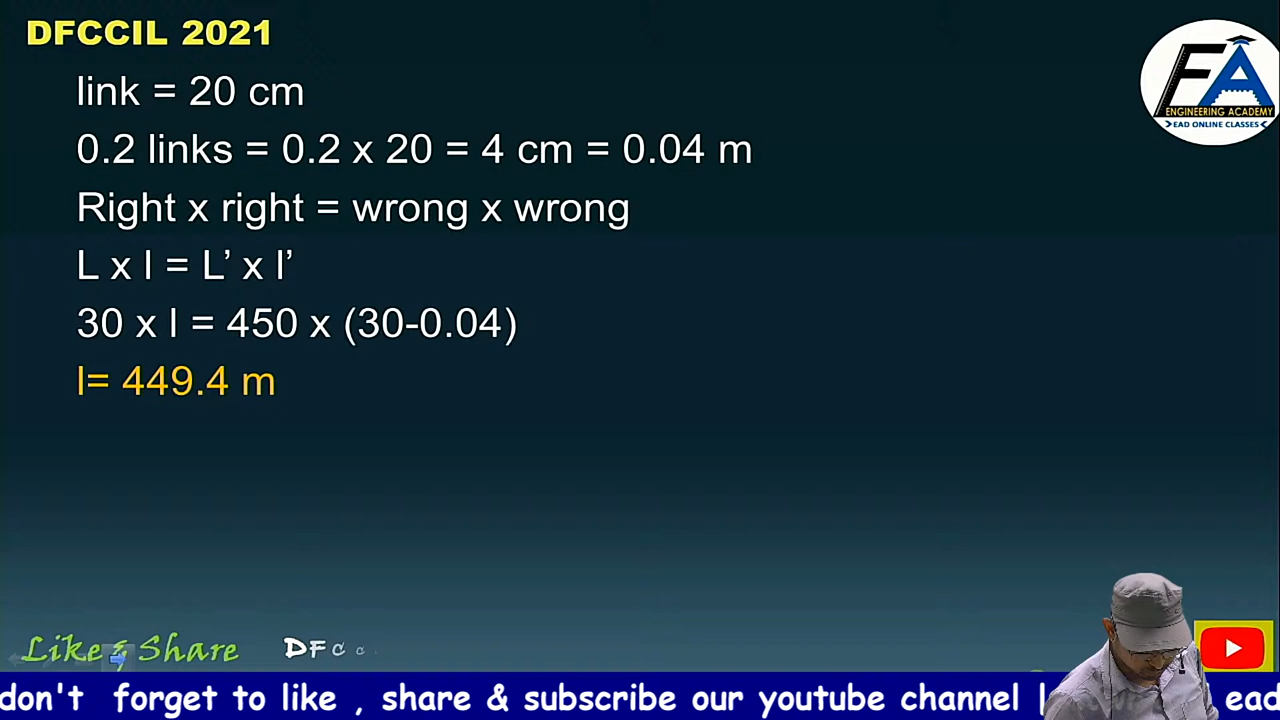 DFCCIL 2021
link = 20 cm
0.2 links = 0.2 x 20 = 4 cm = 0.04 m
Right x right = wrong x wrong
L x l = L’ x l’
30 x l = 450 x (30-0.04)
l= 449.4 m
ENGINEERING ACADEMY
EAD ONLINE CLASSES
Like & Share
DFCC
don't forget to like , share & subscribe our youtube channel | ead